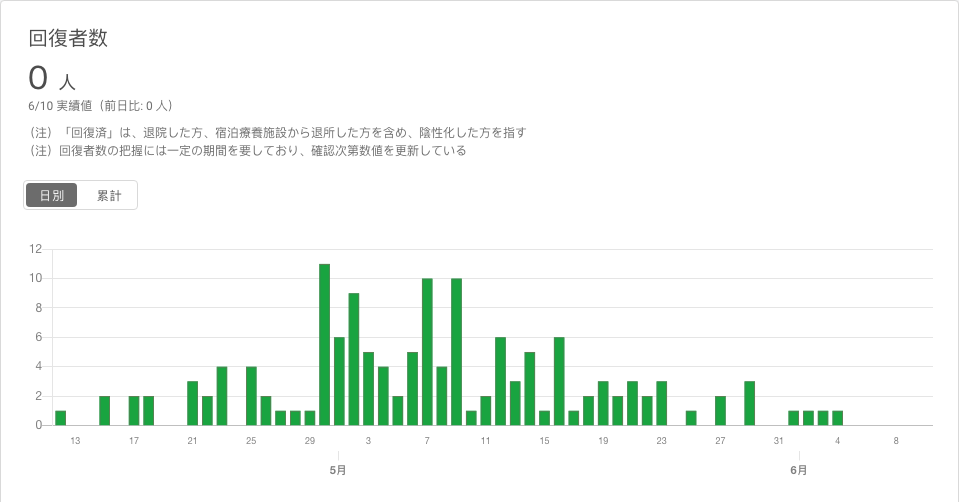 回復者数
0 人
6/10 実績値（前日比: 0 人）
（注）「回復済」は、退院した方、宿泊療養施設から退所した方を含め、陰性化した方を指す
（注）回復者数の把握には一定の期間を要しており、確認次第数値を更新している
日別 累計
12
10
8
6
4
2
0
13 17 21 25 29 3 7 11 15 19 23 27 31 4 8
5月 6月